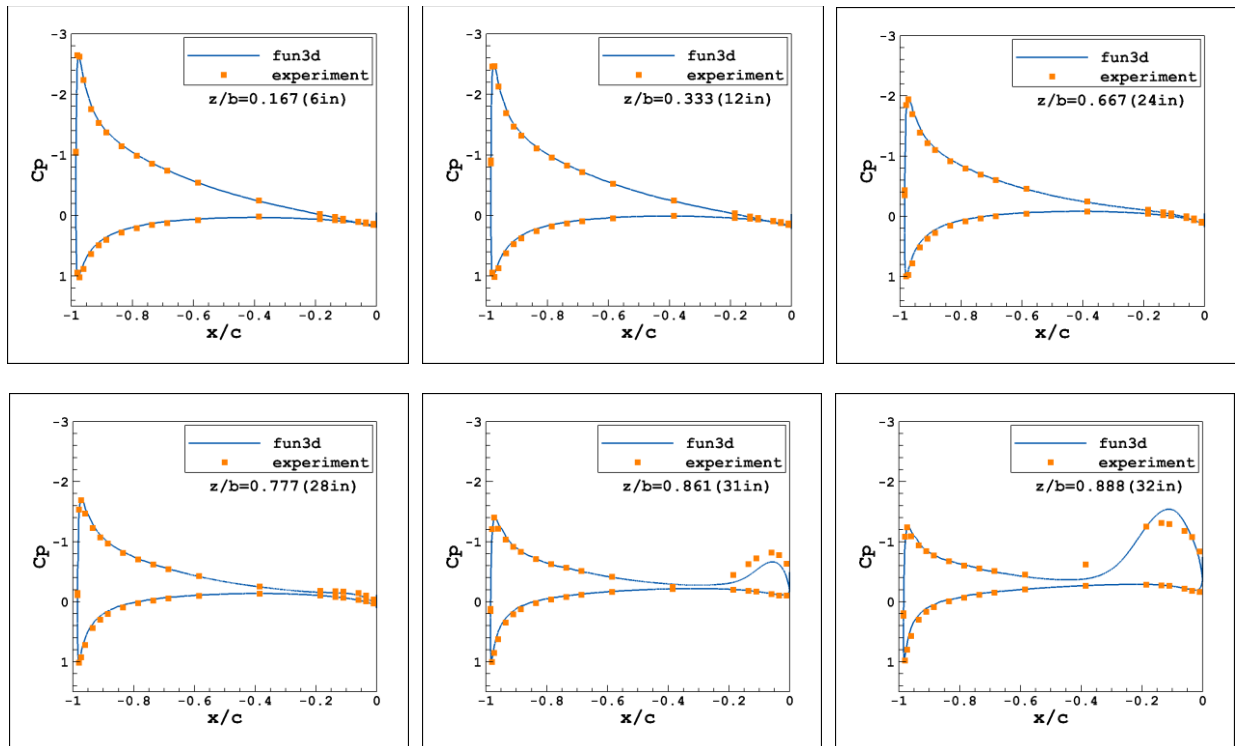 -3
fun3d
experiment
z/b=0.167(6in)
-2
-1
Cp
0
1
-1 -0.8 -0.6 -0.4 -0.2 0
x/c
-3
fun3d
experiment
z/b=0.333(12in)
-2
-1
Cp
0
1
-1 -0.8 -0.6 -0.4 -0.2 0
x/c
-3
fun3d
experiment
z/b=0.667(24in)
-2
-1
Cp
0
1
-1 -0.8 -0.6 -0.4 -0.2 0
x/c
-3
fun3d
experiment
z/b=0.777(28in)
-2
-1
Cp
0
1
-1 -0.8 -0.6 -0.4 -0.2 0
x/c
-3
fun3d
experiment
z/b=0.861(31in)
-2
-1
Cp
0
1
-1 -0.8 -0.6 -0.4 -0.2 0
x/c
-3
fun3d
experiment
z/b=0.888(32in)
-2
-1
Cp
0
1
-1 -0.8 -0.6 -0.4 -0.2 0
x/c